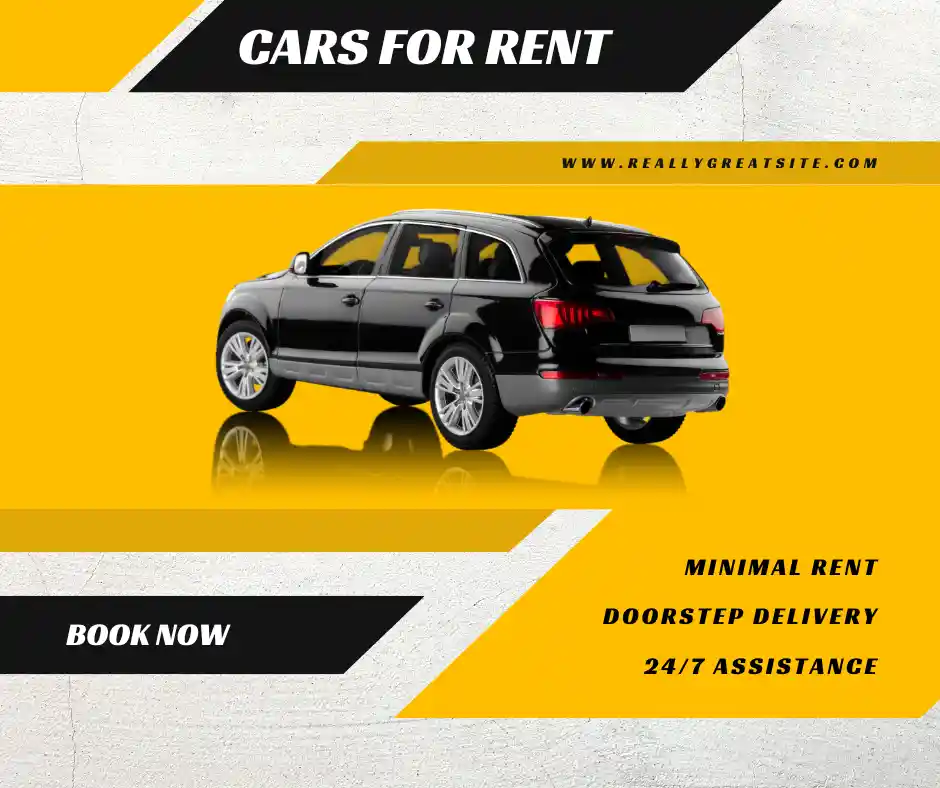 CARS FOR RENT
WWW.REALLYGREATSITE.COM
MINIMAL RENT
DOORSTEP DELIVERY
BOOK NOW
24/7 ASSISTANCE